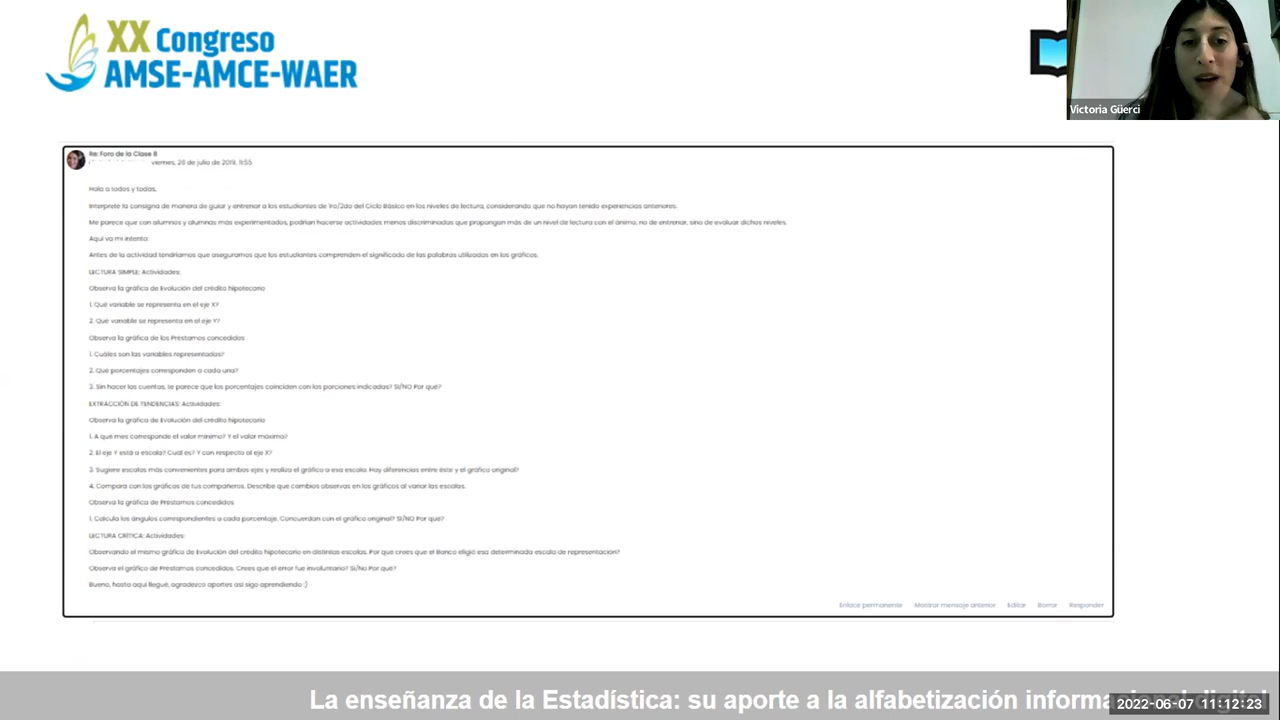 XX Congreso
AMSE-AMCE-WAER
Victoria Güerci
Re: Foro de la Clase 8
viernes, 26 de julio de 2019, 11:55
Hola a todos y todas,
Interpreté la consigna de manera de guiar y entrenar a los estudiantes de 1ro/2do del Ciclo Básico en los niveles de lectura, considerando que no hayan tenido experiencias anteriores.
Me parece que con alumnos y alumnas más experimentados, podrían hacerse actividades menos discriminadas que propongan más de un nivel de lectura con el ánimo, no de entrenar, sino de evaluar dichos niveles.
Aquí va mi intento:
Antes de la actividad tendríamos que asegurarnos que los estudiantes comprenden el significado de las palabras utilizadas en los gráficos.
LECTURA SIMPLE: Actividades:
Observa la gráfica de Evolución del crédito hipotecario
1. Qué variable se representa en el eje X?
2. Qué variable se representa en el eje Y?
Observa la gráfica de los Préstamos concedidos
1. Cuáles son las variables representadas?
2. Qué porcentajes corresponden a cada una?
3. Sin hacer las cuentas, te parece que los porcentajes coinciden con las porciones indicadas? SI/NO Por qué?
EXTRACCIÓN DE TENDENCIAS: Actividades:
Observa la gráfica de Evolución del crédito hipotecario
1. A qué mes corresponde el valor mínimo? Y el valor máximo?
2. El eje Y está a escala? Cuál es? Y con respecto al eje X?
3. Sugiere escalas más convenientes para ambos ejes y realiza el gráfico a esa escala. Hay diferencias entre éste y el gráfico original?
4. Compara con los gráficos de tus compañeros. Describe que cambios observas en los gráficos al variar las escalas.
Observa la gráfica de Préstamos concedidos
1. Calcula los ángulos correspondientes a cada porcentaje. Concuerdan con el gráfico original? SI/NO Por qué?
LECTURA CRÍTICA: Actividades:
Observando el mismo gráfico de Evolución del crédito hipotecario en distintas escalas. Por qué crees que el Banco eligió esa determinada escala de representación?
Observa el gráfico de Préstamos concedidos. Crees que el error fue involuntario? Si/No Por qué?
Bueno, hasta aquí llegué, agradezco aportes así sigo aprendiendo :)
Enlace permanente Mostrar mensaje anterior Editar Borrar Responder
La enseñanza de la Estadística: su aporte a la alfabetización informacional digital
2022-06-07 11:12:23